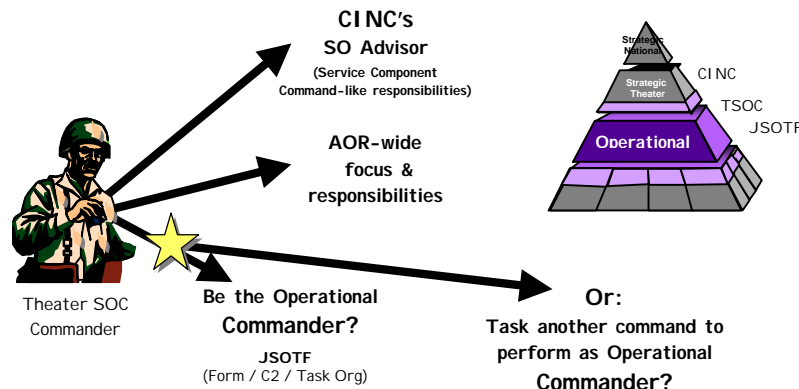 CINC's
SO Advisor
(Service Component
Command-like responsibilities)
AOR-wide
focus &
responsibilities
Theater SOC
Commander
Be the Operational
Commander?
JSOTF
(Form / C2 / Task Org)
Or:
Task another command to
perform as Operational
Commander?
Strategic
National
Strategic
Theater
Operational
CINC
TSOC
JSOTF